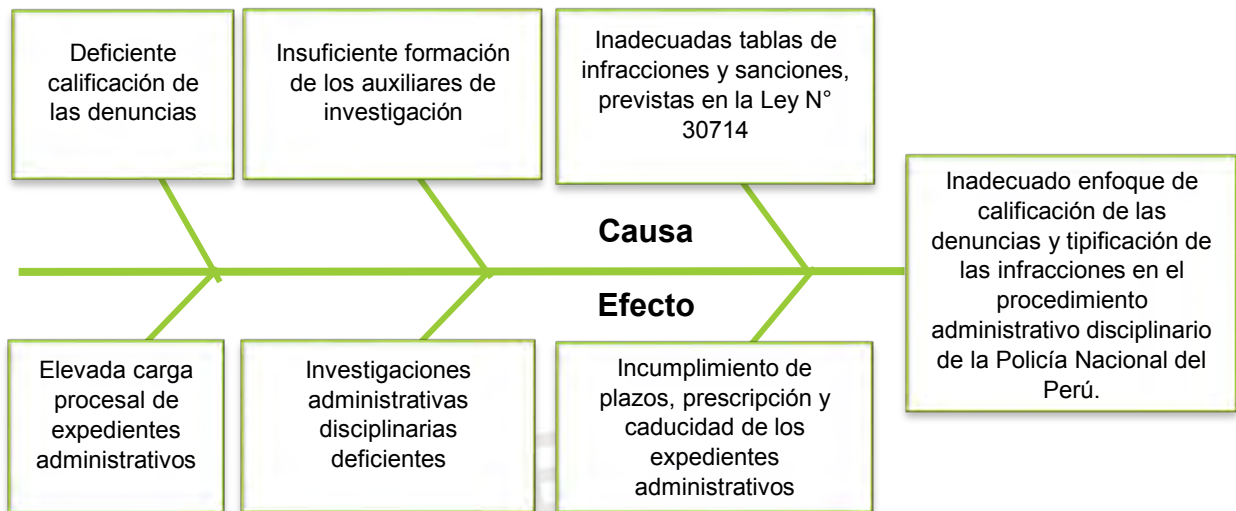 Deficiente
calificación de
las denuncias
Insuficiente formación
de los auxiliares de
investigación
Inadecuadas tablas de
infracciones y sanciones,
previstas en la Ley N°
30714
Causa
Inadecuado enfoque de
calificación de las
denuncias y tipificación de
las infracciones en el
procedimiento
administrativo disciplinario
de la Policía Nacional del
Perú.
Efecto
Elevada carga
procesal de
expedientes
administrativos
Investigaciones
administrativas
disciplinarias
deficientes
Incumplimiento de
plazos, prescripción y
caducidad de los
expedientes
administrativos